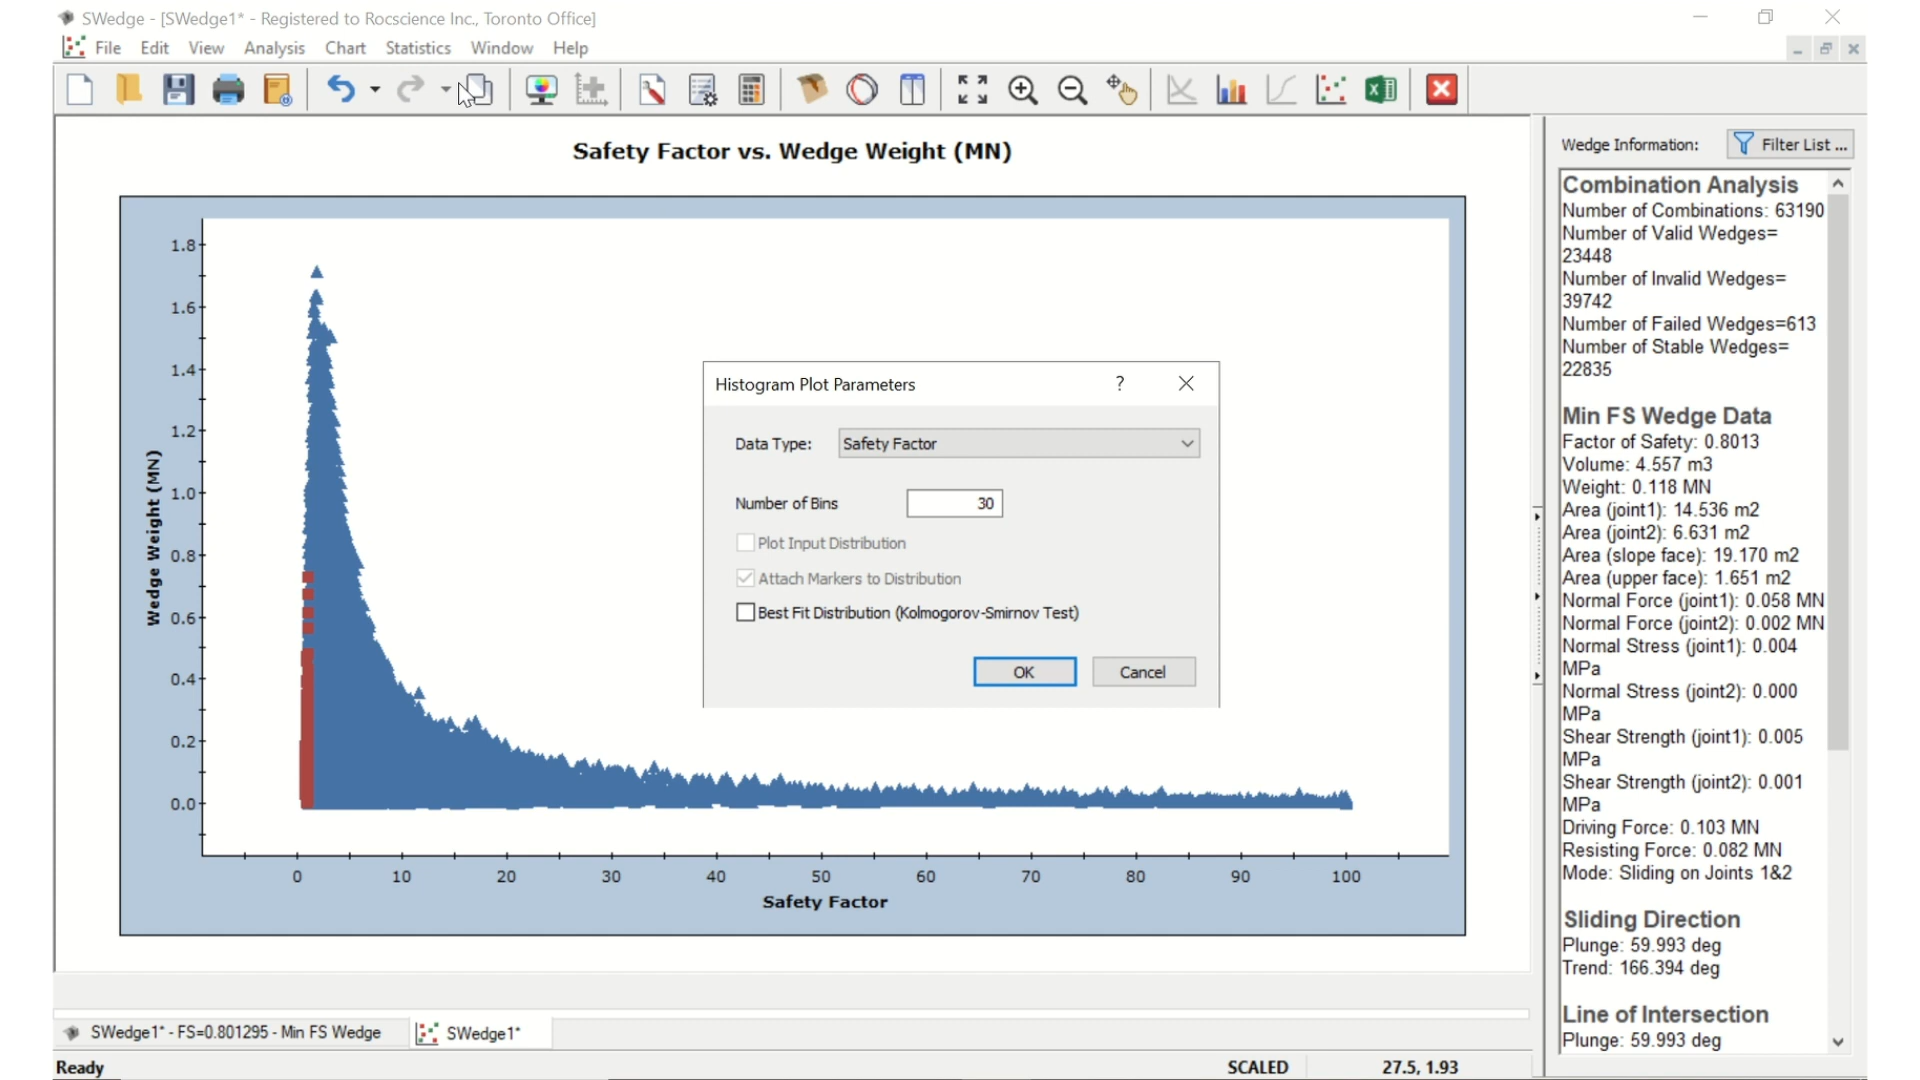 SWedge - [SWedge1* - Registered to Rocscience Inc., Toronto Office]
File Edit View Analysis Chart Statistics Window Help
Safety Factor vs. Wedge Weight (MN)
1.8
1.6
1.4
1.2
1.0
0.8
0.6
0.4
0.2
0.0
Wedge Weight (MN)
0 10 20 30 40 50 60 70 80 90 100
Safety Factor
Histogram Plot Parameters ?
Data Type: Safety Factor
Number of Bins 30
Plot Input Distribution
Attach Markers to Distribution
Best Fit Distribution (Kolmogorov-Smirnov Test)
OK Cancel
Wedge Information: Filter List ...
Combination Analysis
Number of Combinations: 63190
Number of Valid Wedges=
23448
Number of Invalid Wedges=
39742
Number of Failed Wedges=613
Number of Stable Wedges=
22835
Min FS Wedge Data
Factor of Safety: 0.8013
Volume: 4.557 m3
Weight: 0.118 MN
Area (joint1): 14.536 m2
Area (joint2): 6.631 m2
Area (slope face): 19.170 m2
Area (upper face): 1.651 m2
Normal Force (joint1): 0.058 MN
Normal Force (joint2): 0.002 MN
Normal Stress (joint1): 0.004
MPa
Normal Stress (joint2): 0.000
MPa
Shear Strength (joint1): 0.005
MPa
Shear Strength (joint2): 0.001
MPa
Driving Force: 0.103 MN
Resisting Force: 0.082 MN
Mode: Sliding on Joints 1&2
Sliding Direction
Plunge: 59.993 deg
Trend: 166.394 deg
Line of Intersection
Plunge: 59.993 deg
SWedge1* - FS=0.801295 - Min FS Wedge SWedge1*
Ready SCALED 27.5, 1.93